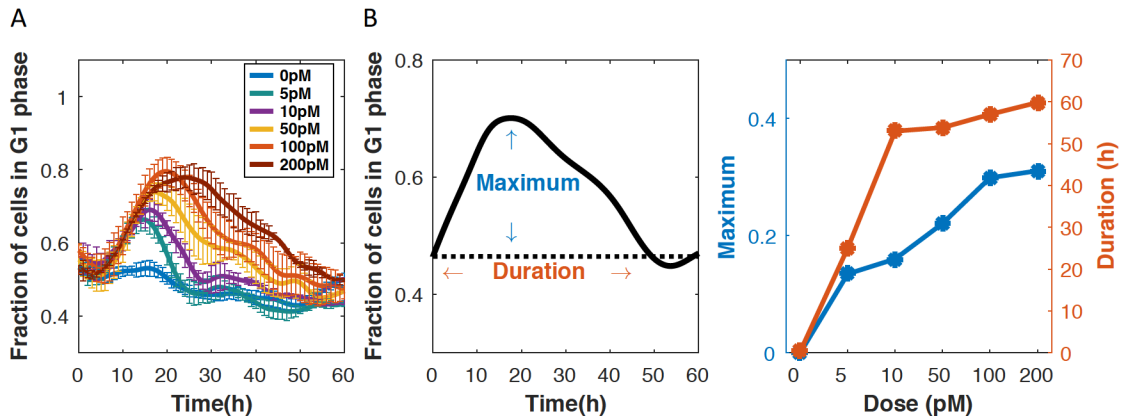 A
Fraction of cells in G1 phase
1
0.8
0.6
0.4
0 10 20 30 40 50 60
Time(h)
0pM
5pM
10pM
50pM
100pM
200pM
B
Fraction of cells in G1 phase
0.8
0.6
0.4
Maximum
Duration
0 10 20 30 40 50 60
Time(h)
Maximum
0.4
0.2
0
0 5 10 50 100 200
Dose (pM)
70
60
50
40
30
20
10
0
Duration (h)